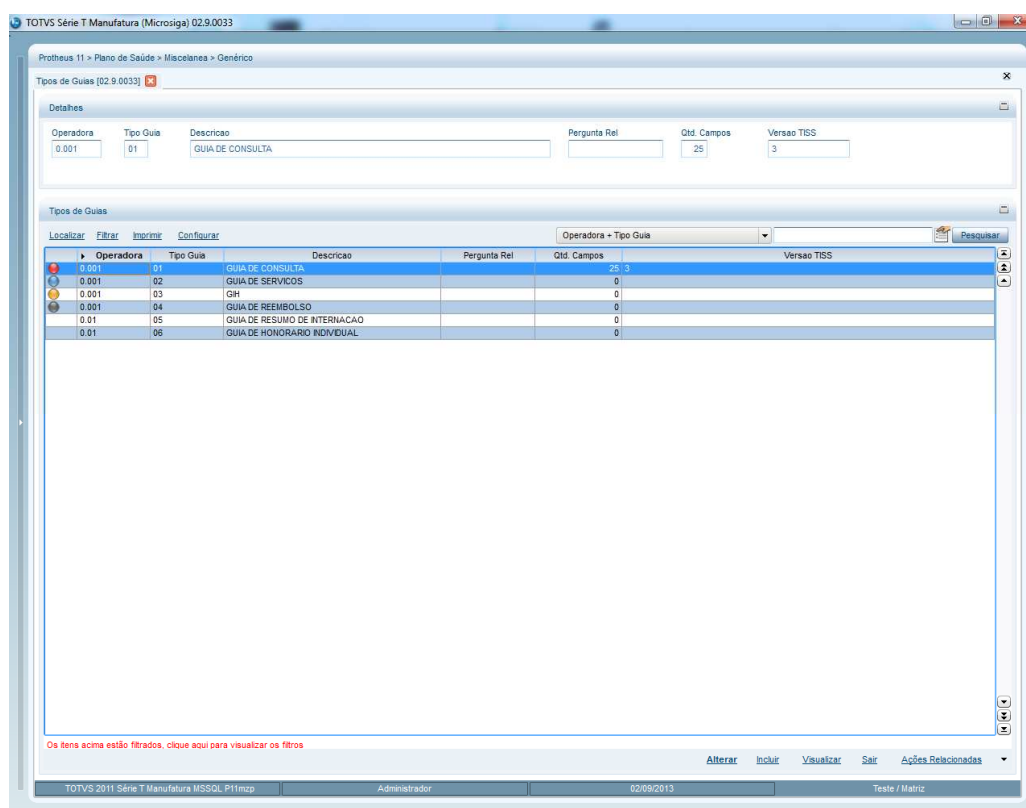 TOTVS Série T Manufatura (Microsiga) 02.9.0033
Protheus 11 > Plano de Saúde > Miscelanea > Genérico
Tipos de Guias [02.9.0033]
Detalhes
Operadora Tipo Guia Descricao Pergunta Rel Qtd. Campos Versao TISS
0.001 01 GUIA DE CONSULTA 25 3
Tipos de Guias
Localizar Filtrar Imprimir Configurar Operadora + Tipo Guia Pesquisar
Operadora Tipo Guia Descricao Pergunta Rel Qtd. Campos Versao TISS
0.001 01 GUIA DE CONSULTA 25 3
0.001 02 GUIA DE SERVICOS 0
0.001 03 GIH 0
0.001 04 GUIA DE REEMBOLSO 0
0.01 05 GUIA DE RESUMO DE INTERNACAO 0
0.01 06 GUIA DE HONORARIO INDIVIDUAL 0
Os itens acima estão filtrados, clique aqui para visualizar os filtros
Alterar Incluir Visualizar Sair Ações Relacionadas
TOTVS 2011 Série T Manufatura MSSQL P11mzp Administrador 02/09/2013 Teste / Matriz